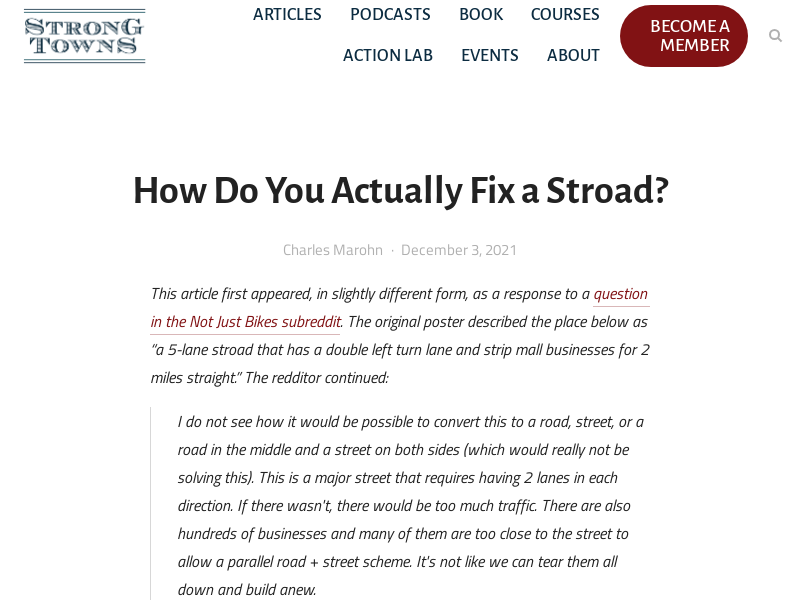 STRONG
TOWNS
ARTICLES PODCASTS BOOK COURSES
ACTION LAB EVENTS ABOUT
BECOME A
MEMBER
How Do You Actually Fix a Stroad?
Charles Marohn · December 3, 2021
This article first appeared, in slightly different form, as a response to a question
in the Not Just Bikes subreddit. The original poster described the place below as
“a 5-lane stroad that has a double left turn lane and strip mall businesses for 2
miles straight.” The redditor continued:
I do not see how it would be possible to convert this to a road, street, or a
road in the middle and a street on both sides (which would really not be
solving this). This is a major street that requires having 2 lanes in each
direction. If there wasn't, there would be too much traffic. There are also
hundreds of businesses and many of them are too close to the street to
allow a parallel road + street scheme. It's not like we can tear them all
down and build anew.